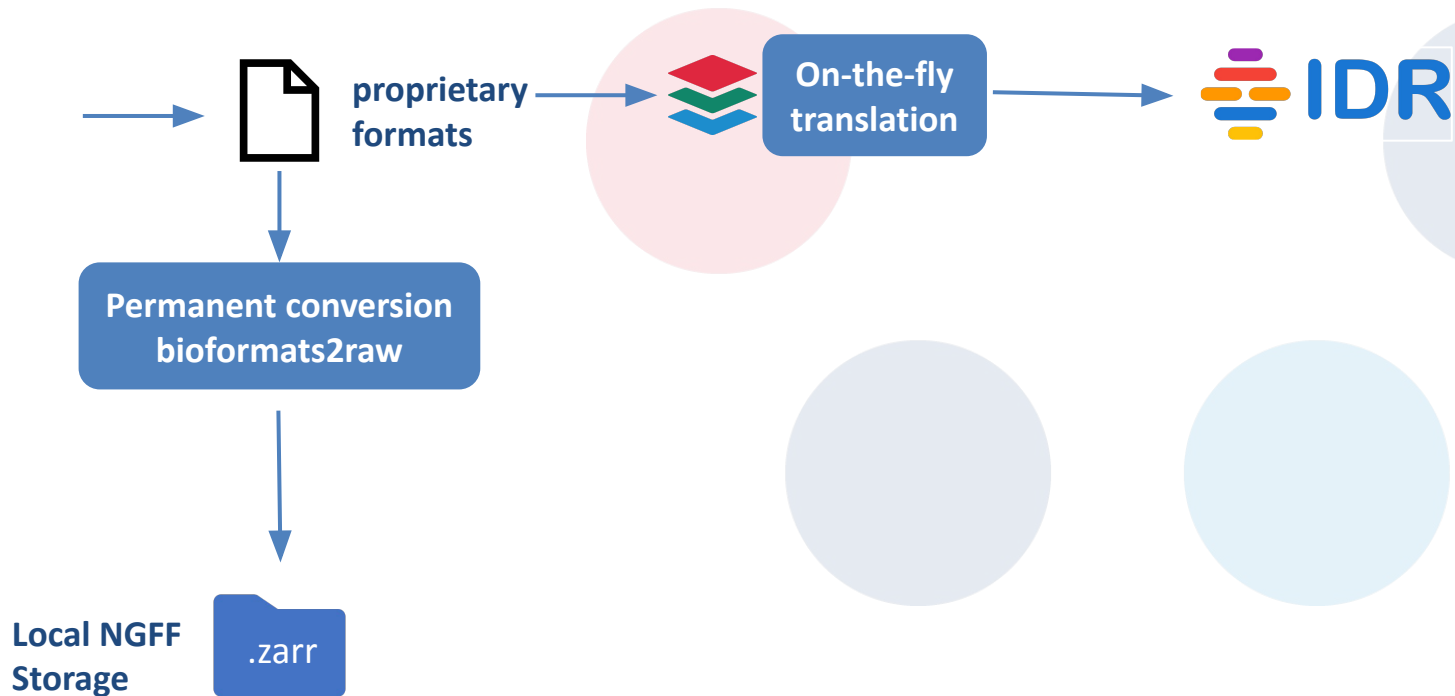 proprietary
formats
On-the-fly
translation
IDR
Permanent conversion
bioformats2raw
Local NGFF
Storage
.zarr